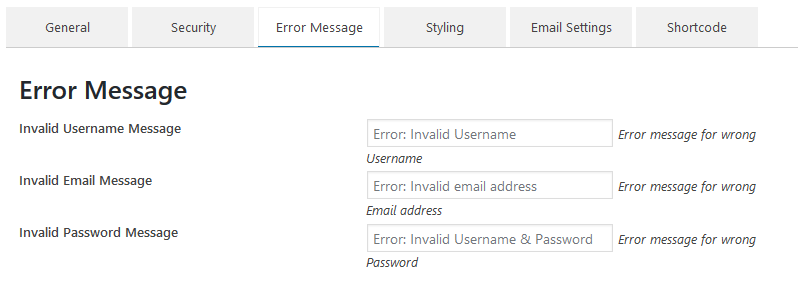 General Security Error Message Styling Email Settings Shortcode
Error Message
Invalid Username Message Error: Invalid Username Error message for wrong
Username
Invalid Email Message Error: Invalid email address Error message for wrong
Email address
Invalid Password Message Error: Invalid Username & Password Error message for wrong
Password